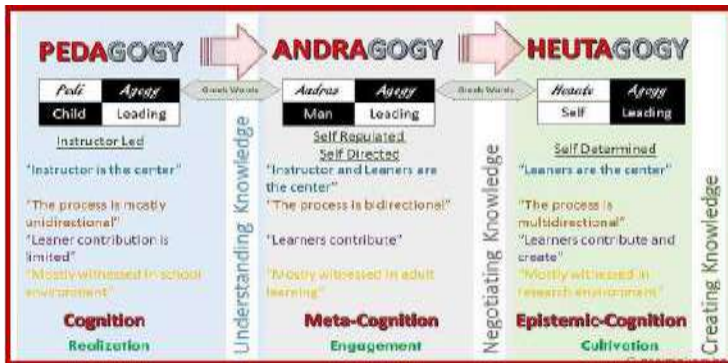 PEDAGOGY
Pedi
Agogy
Child
Leading
Instructor Led
"Instructor is the center"
"The process is mostly
unidirectional"
"Learner contribution is
limited"
"Mostly witnessed in school
environment"
Cognition
Realization
Understanding Knowledge
Greek Words
ANDRAGOGY
Andras
Agogy
Man
Leading
Self Regulated
Self Directed
"Instructor and Leaners are
the center"
"The process is bidirectional"
"Learners contribute"
"Mostly witnessed in adult
learning"
Meta-Cognition
Engagement
Negotiating Knowledge
Greek Words
HEUTAGOGY
Heaute
Agogy
Self
Leading
Self Determined
"Leaners are the center"
"The process is
multidirectional"
"Learners contribute and
create"
"Mostly witnessed in
research environment"
Epistemic-Cognition
Cultivation
Creating Knowledge